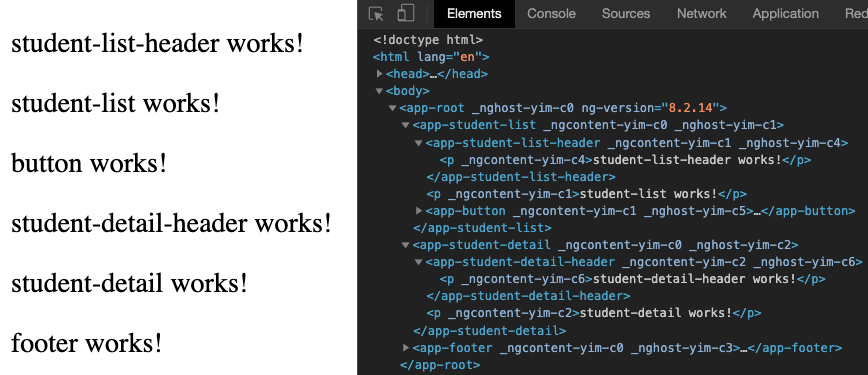 student-list-header works!
student-list works!
button works!
student-detail-header works!
student-detail works!
footer works!
Elements Console Sources Network Application Red
<!doctype html>
<html lang="en">
<head>…</head>
<body>
<app-root _nghost-yim-c0 ng-version="8.2.14">
<app-student-list _ngcontent-yim-c0 _nghost-yim-c1>
<app-student-list-header _ngcontent-yim-c1 _nghost-yim-c4>
<p _ngcontent-yim-c4>student-list-header works!</p>
</app-student-list-header>
<p _ngcontent-yim-c1>student-list works!</p>
<app-button _ngcontent-yim-c1 _nghost-yim-c5>…</app-button>
</app-student-list>
<app-student-detail _ngcontent-yim-c0 _nghost-yim-c2>
<app-student-detail-header _ngcontent-yim-c2 _nghost-yim-c6>
<p _ngcontent-yim-c6>student-detail-header works!</p>
</app-student-detail-header>
<p _ngcontent-yim-c2>student-detail works!</p>
</app-student-detail>
<app-footer _ngcontent-yim-c0 _nghost-yim-c3>…</app-footer>
</app-root>